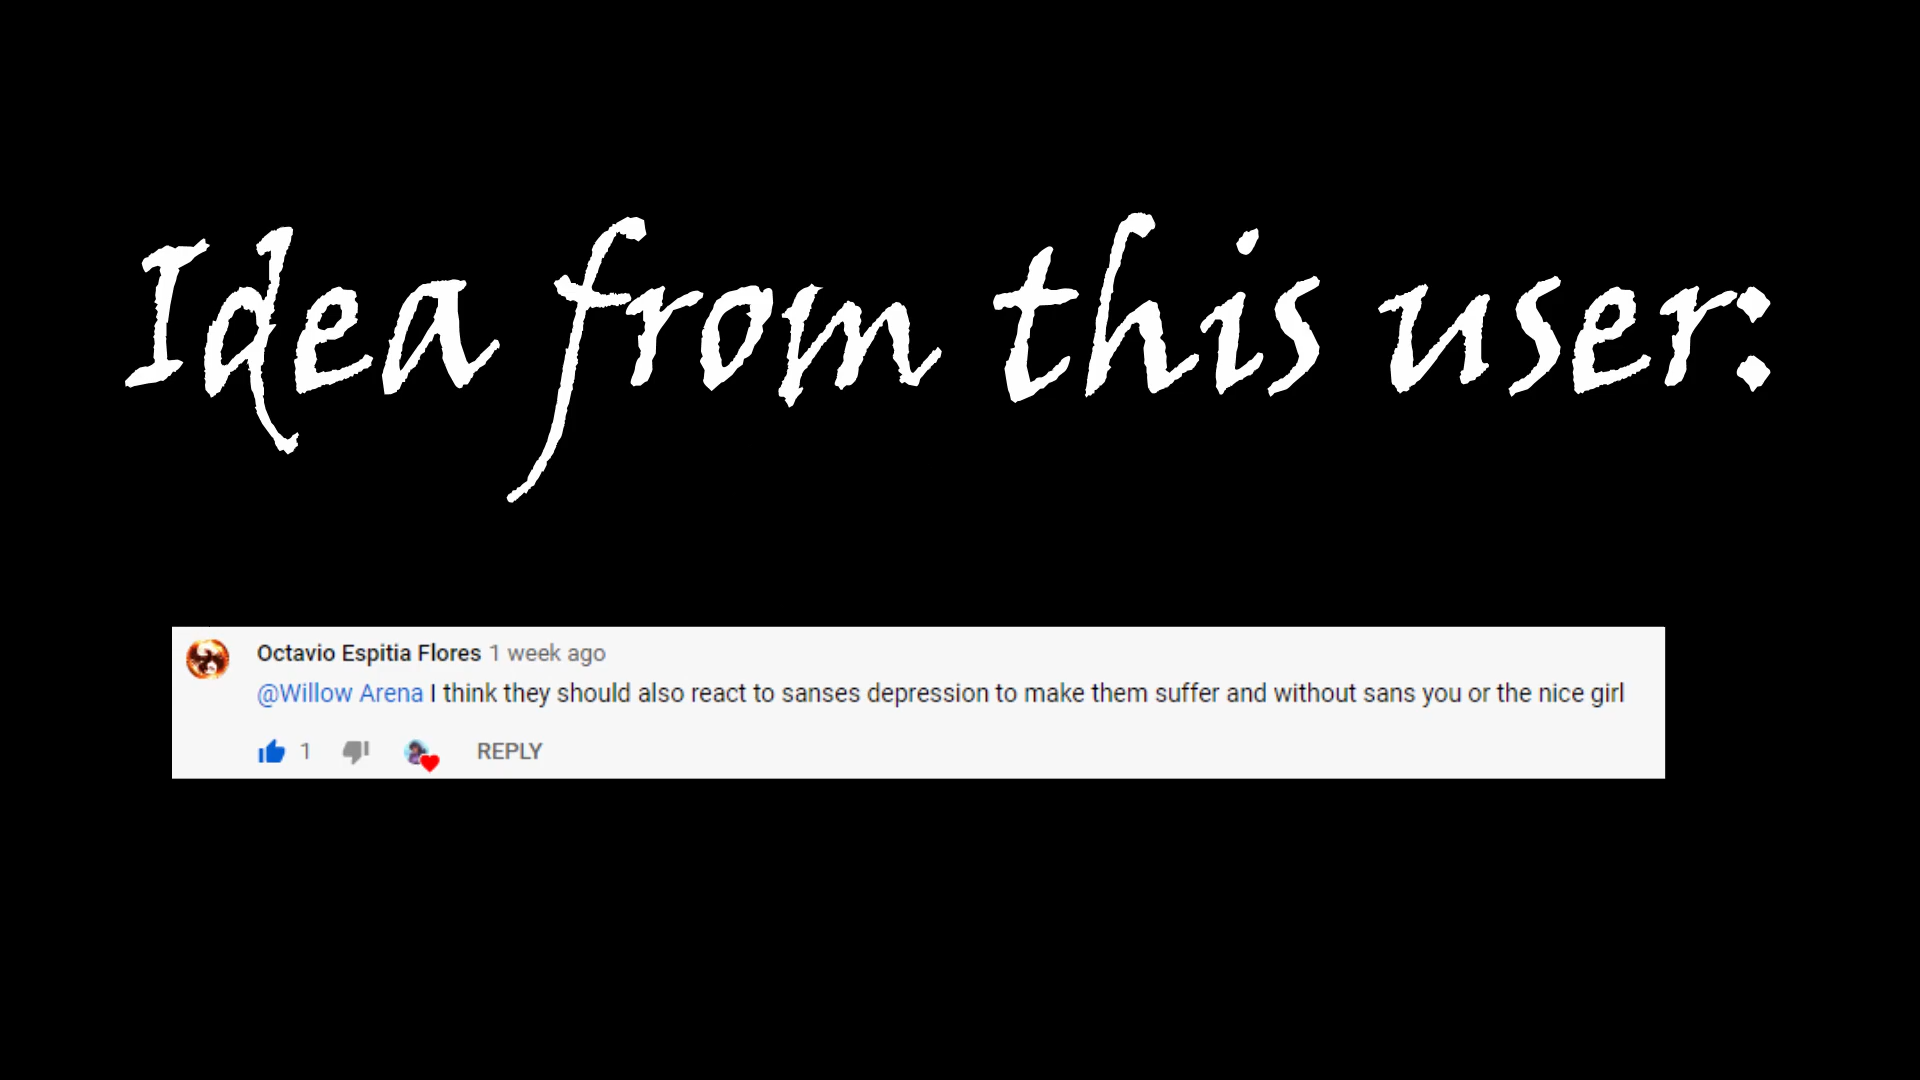 Idea from this user:
Octavio Espitia Flores 1 week ago
@Willow Arena I think they should also react to sanses depression to make them suffer and without sans you or the nice girl
1 REPLY